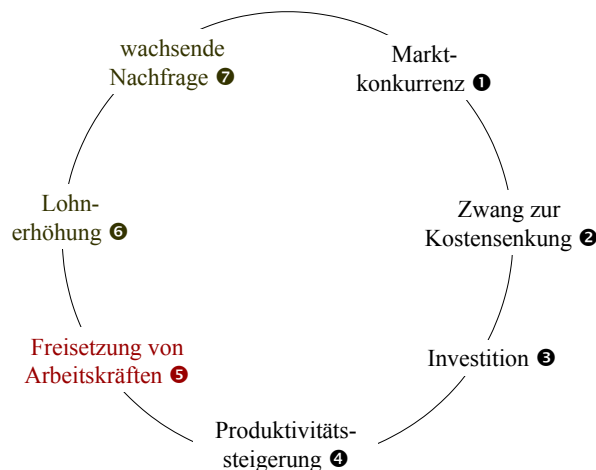 Markt-
konkurrenz ❶
Zwang zur
Kostensenkung ❷
Investition ❸
Produktivitäts-
steigerung ❹
Freisetzung von
Arbeitskräften ❺
Lohn-
erhöhung ❻
wachsende
Nachfrage ❼